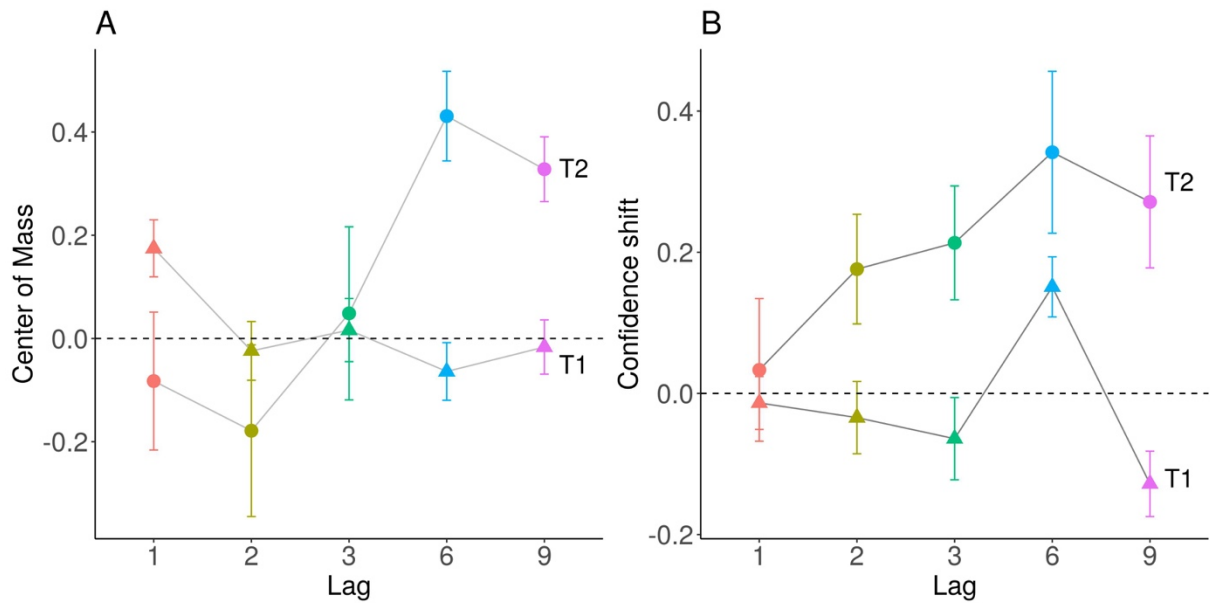 A
Center of Mass
0.4
0.2
0.0
-0.2
T2
T1
1 2 3 6 9
Lag
B
Confidence shift
0.4
0.2
0.0
-0.2
T2
T1
1 2 3 6 9
Lag